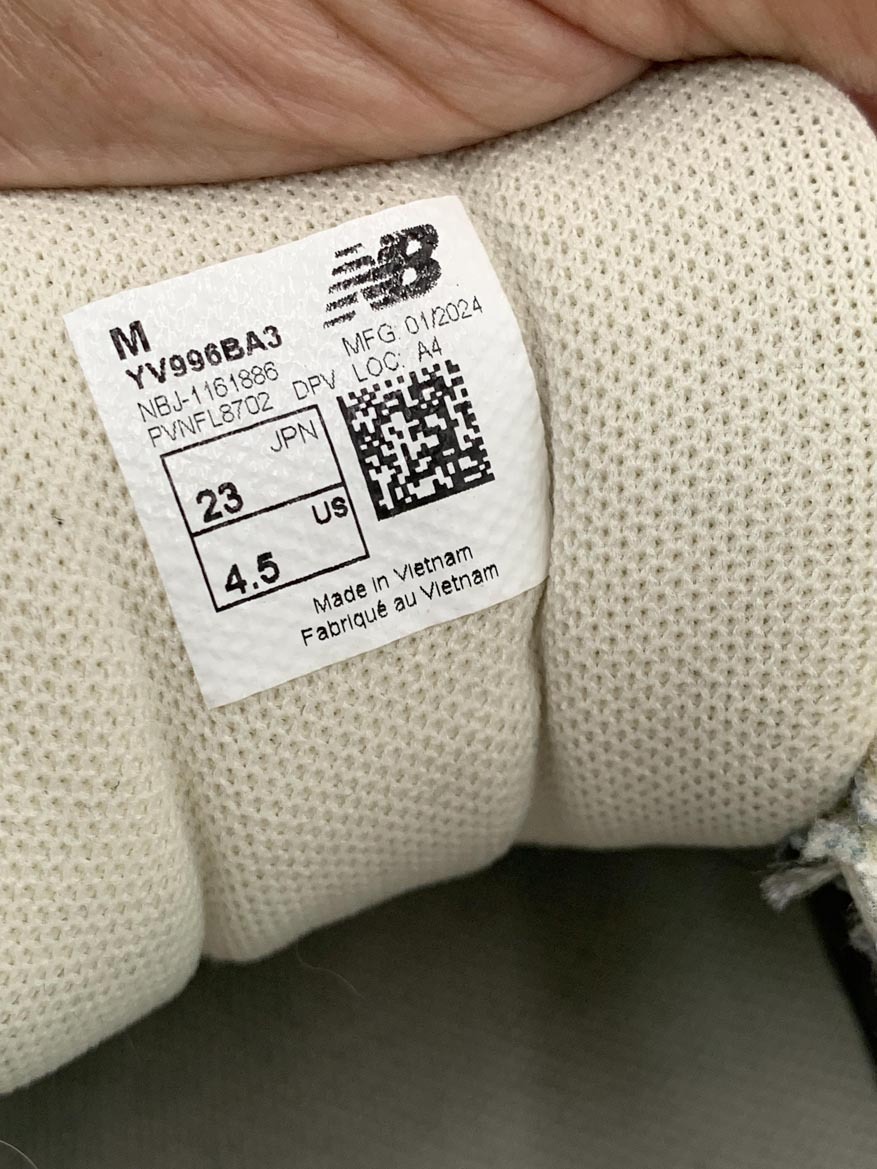 NB
M
YV996BA3
NBJ-1161886
PVNFL8702 DPV
MFG: 01/2024
LOC: A4
JPN
23
US
4.5
Made in Vietnam
Fabriqué au Vietnam